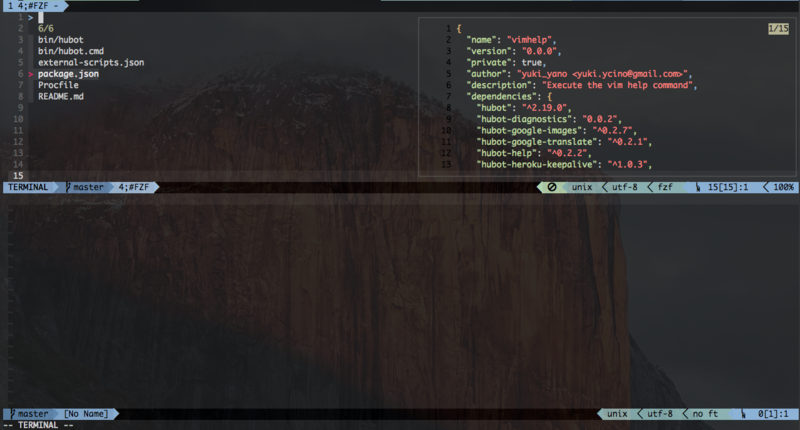 1 4;#FZF -
1 >
2 6/6
3 bin/hubot
4 bin/hubot.cmd
5 external-scripts.json
6 > package.json
7 Procfile
8 README.md
9
10
11
12
13
14
15
1 { 1/15
2 "name": "vimhelp",
3 "version": "0.0.0",
4 "private": true,
5 "author": "yuki_yano <yuki.ycino@gmail.com>",
6 "description": "Execute the vim help command",
7 "dependencies": {
8 "hubot": "^2.19.0",
9 "hubot-diagnostics": "0.0.2",
10 "hubot-google-images": "^0.2.7",
11 "hubot-google-translate": "^0.2.1",
12 "hubot-help": "^0.2.2",
13 "hubot-heroku-keepalive": "^1.0.3",
TERMINAL master 4;#FZF unix utf-8 fzf 15[15]:1 100%
master [No Name] unix utf-8 no ft 0[1]:1
-- TERMINAL --